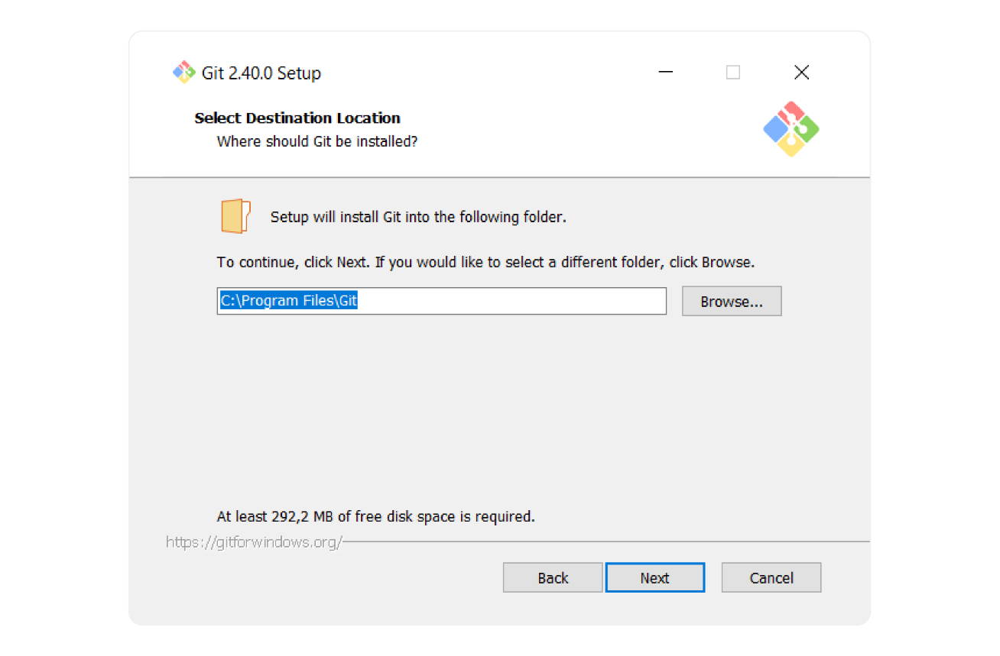 Git 2.40.0 Setup
Select Destination Location
Where should Git be installed?
Setup will install Git into the following folder.
To continue, click Next. If you would like to select a different folder, click Browse.
C:\Program Files\Git
Browse...
At least 292,2 MB of free disk space is required.
https://gitforwindows.org/
Back
Next
Cancel